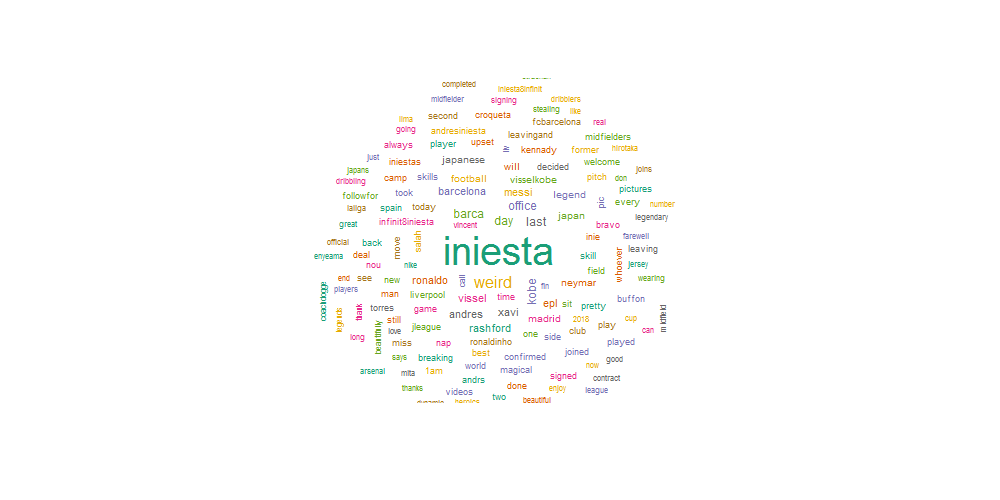 completed iniesta8infinit
midfielder signing dribblers
stealing like
lima second croqueta fcbarcelona real
going andresiniesta leavingand midfielders
always player upset kennady former hirotaka
just iniestas japanese will decided welcome joins
japans camp skills football visselkobe pitch don
dribbling took barcelona messi legend pictures
followfor office pic every number
laliga spain today barca day last japan legendary
great infinit8iniesta vincent bravo
official back move salah iniesta inie farewell
enyeama deal skill whoever leaving
nou nike field jersey
end see new ronaldo call weird kobe fin neymar wearing
players man liverpool vissel time epl sit pretty buffon
coachdogge legends thank torres game andres xavi madrid 2018 cup midfield
still jleague rashford one side club play can
long beautifully love miss nap ronaldinho played
says breaking best confirmed joined good
arsenal mita 1am world magical signed now contract
thanks andrs done enjoy league
videos two beautiful